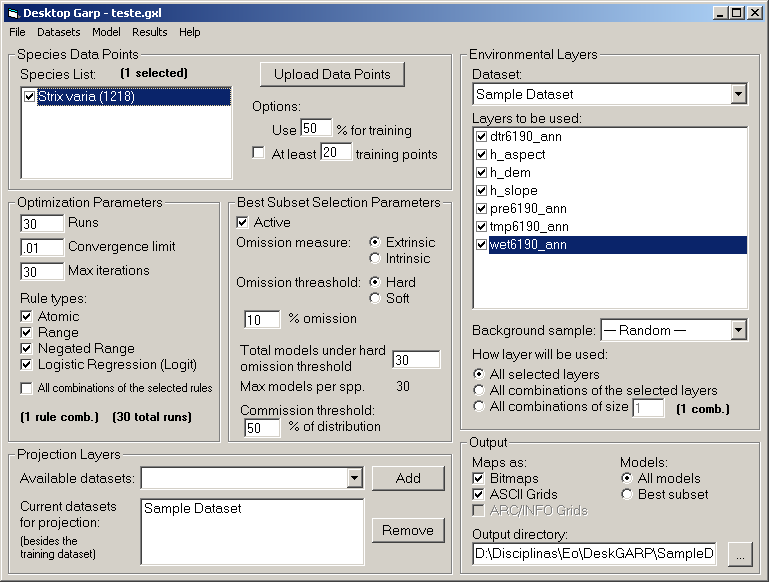 Desktop Garp - teste.gxl
File Datasets Model Results Help
Species Data Points
Species List: (1 selected)
Strix varia (1218)
Upload Data Points
Options:
Use 50 % for training
At least 20 training points
Environmental Layers
Dataset:
Sample Dataset
Layers to be used:
dtr6190_ann
h_aspect
h_dem
h_slope
pre6190_ann
tmp6190_ann
wet6190_ann
Background sample: — Random —
How layer will be used:
All selected layers
All combinations of the selected layers
All combinations of size 1 (1 comb.)
Optimization Parameters
30 Runs
.01 Convergence limit
30 Max iterations
Rule types:
Atomic
Range
Negated Range
Logistic Regression (Logit)
All combinations of the selected rules
(1 rule comb.) (30 total runs)
Best Subset Selection Parameters
Active
Omission measure: Extrinsic
Intrinsic
Omission threashold: Hard
Soft
10 % omission
Total models under hard
omission threshold 30
Max models per spp. 30
Commission threshold:
50 % of distribution
Projection Layers
Available datasets: Add
Current datasets
for projection:
(besides the
training dataset)
Sample Dataset
Remove
Output
Maps as:
Bitmaps
ASCII Grids
ARC/INFO Grids
Models:
All models
Best subset
Output directory:
D:\Disciplinas\Eo\DeskGARP\SampleD ...